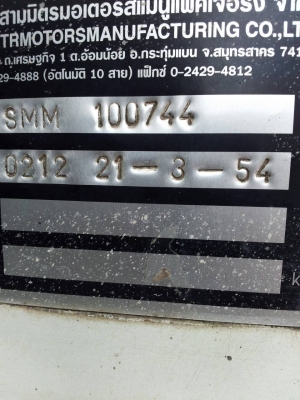 สามมิตรมอเตอร์สแมนูแฟคเจอริ่ง จำ
TRMOTORSMANUFACTURING CO.,LT
ถ.เศรษฐกิจ 1 ต.อ้อมน้อย อ.กระทุ่มแบน จ.สมุทรสาคร 741
29-4888 (อัตโนมัติ 10 สาย) แฟ็กซ์ 0-2429-4812
SMM 100744
0212 21-3-54